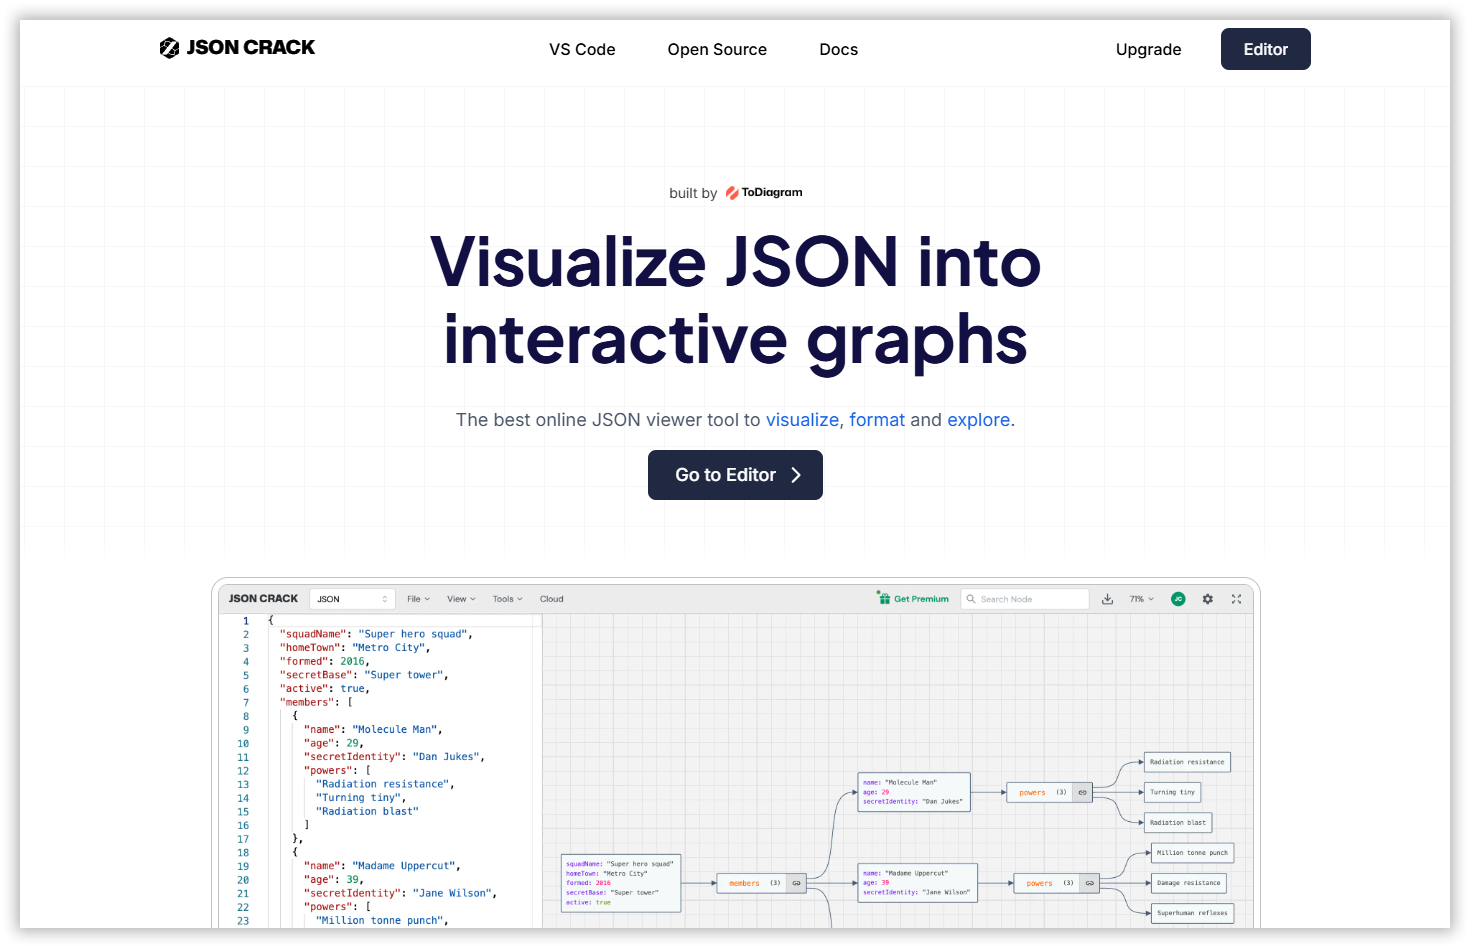 JSON CRACK
VS Code
Open Source
Docs
Upgrade
Editor
built by ToDiagram
Visualize JSON into
interactive graphs
The best online JSON viewer tool to visualize, format and explore.
Go to Editor
JSON CRACK
JSON
File
View
Tools
Cloud
Get Premium
Search Node
71%
JC
1 {
2 "squadName": "Super hero squad",
3 "homeTown": "Metro City",
4 "formed": 2016,
5 "secretBase": "Super tower",
6 "active": true,
7 "members": [
8 {
9 "name": "Molecule Man",
10 "age": 29,
11 "secretIdentity": "Dan Jukes",
12 "powers": [
13 "Radiation resistance",
14 "Turning tiny",
15 "Radiation blast"
16 ]
17 },
18 {
19 "name": "Madame Uppercut",
20 "age": 39,
21 "secretIdentity": "Jane Wilson",
22 "powers": [
23 "Million tonne punch",
squadName: "Super hero squad"
homeTown: "Metro City"
formed: 2016
secretBase: "Super tower"
active: true
members (3)
name: "Molecule Man"
age: 29
secretIdentity: "Dan Jukes"
powers (3)
Radiation resistance
Turning tiny
Radiation blast
name: "Madame Uppercut"
age: 39
secretIdentity: "Jane Wilson"
powers (3)
Million tonne punch
Damage resistance
Superhuman reflexes